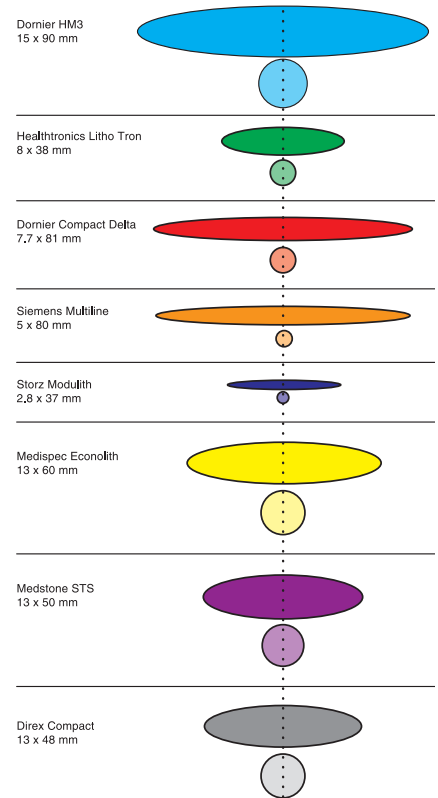 Dornier HM3
15 x 90 mm
Healthtronics Litho Tron
8 x 38 mm
Dornier Compact Delta
7.7 x 81 mm
Siemens Multiline
5 x 80 mm
Storz Modulith
2.8 x 37 mm
Medispec Econolith
13 x 60 mm
Medstone STS
13 x 50 mm
Direx Compact
13 x 48 mm